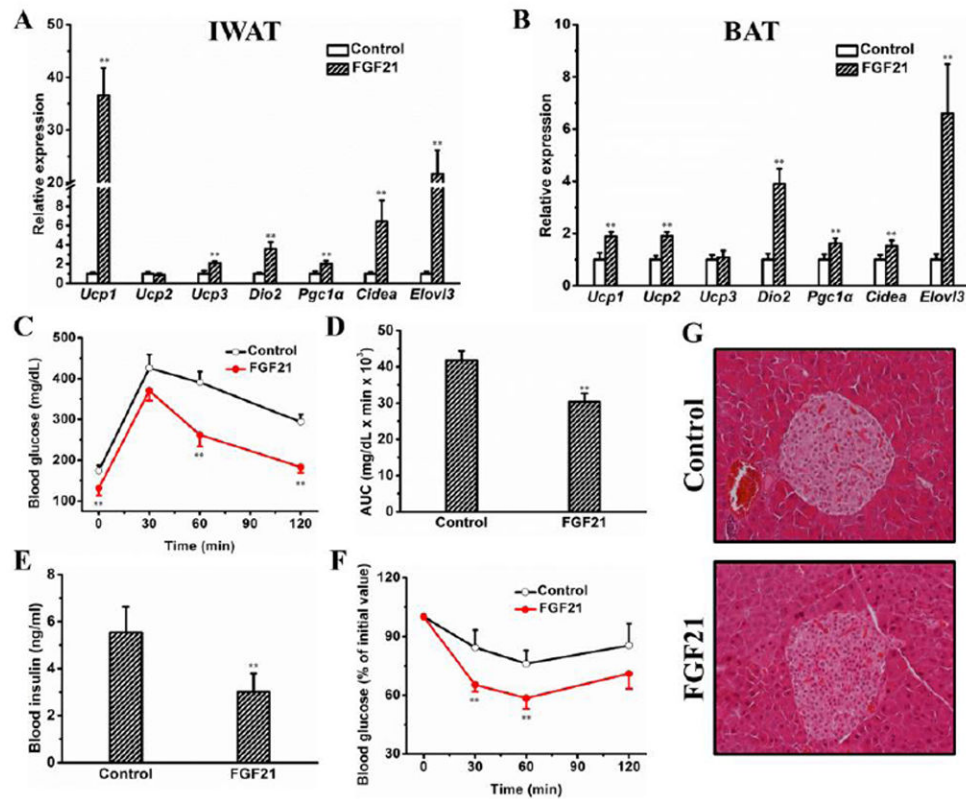 A
IWAT
Control
FGF21
Relative expression
50
40
30
20
10
8
6
4
2
1
0
**
**
**
**
**
**
Ucp1 Ucp2 Ucp3 Dio2 Pgc1α Cidea Elovl3
B
BAT
Control
FGF21
Relative expression
10
8
6
4
2
0
**
**
**
**
**
**
Ucp1 Ucp2 Ucp3 Dio2 Pgc1α Cidea Elovl3
C
Control
FGF21
Blood glucose (mg/dL)
500
400
300
200
100
**
**
**
0 30 60 90 120
Time (min)
D
AUC (mg/dL x min x 10³)
50
40
30
20
10
0
**
Control FGF21
E
Blood insulin (ng/ml)
8
6
4
2
0
**
Control FGF21
F
Control
FGF21
Blood glucose (% of initial value)
120
90
60
30
**
**
0 30 60 90 120
Time (min)
G
Control
FGF21